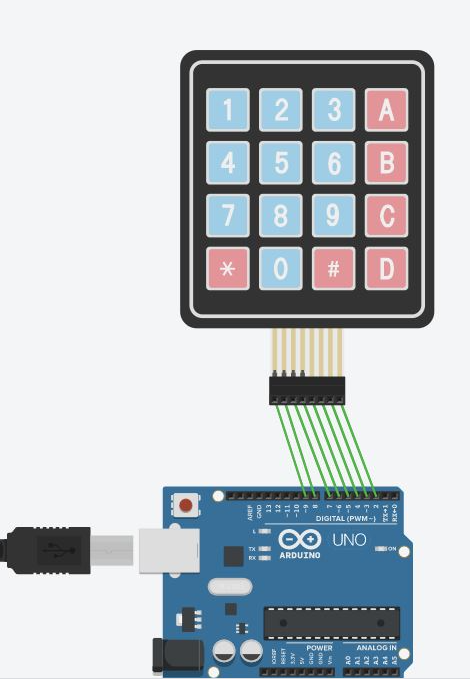 1 2 3 A
4 5 6 B
7 8 9 C
* 0 # D
AREF
GND
13
12
~11
~10
~9
8
7
~6
~5
4
~3
2
TX→1
RX←0
DIGITAL (PWM~)
L
TX
RX
ARDUINO
UNO
ON
IOREF
RESET
3.3V
5V
GND
GND
Vin
POWER
ANALOG IN
A0
A1
A2
A3
A4
A5